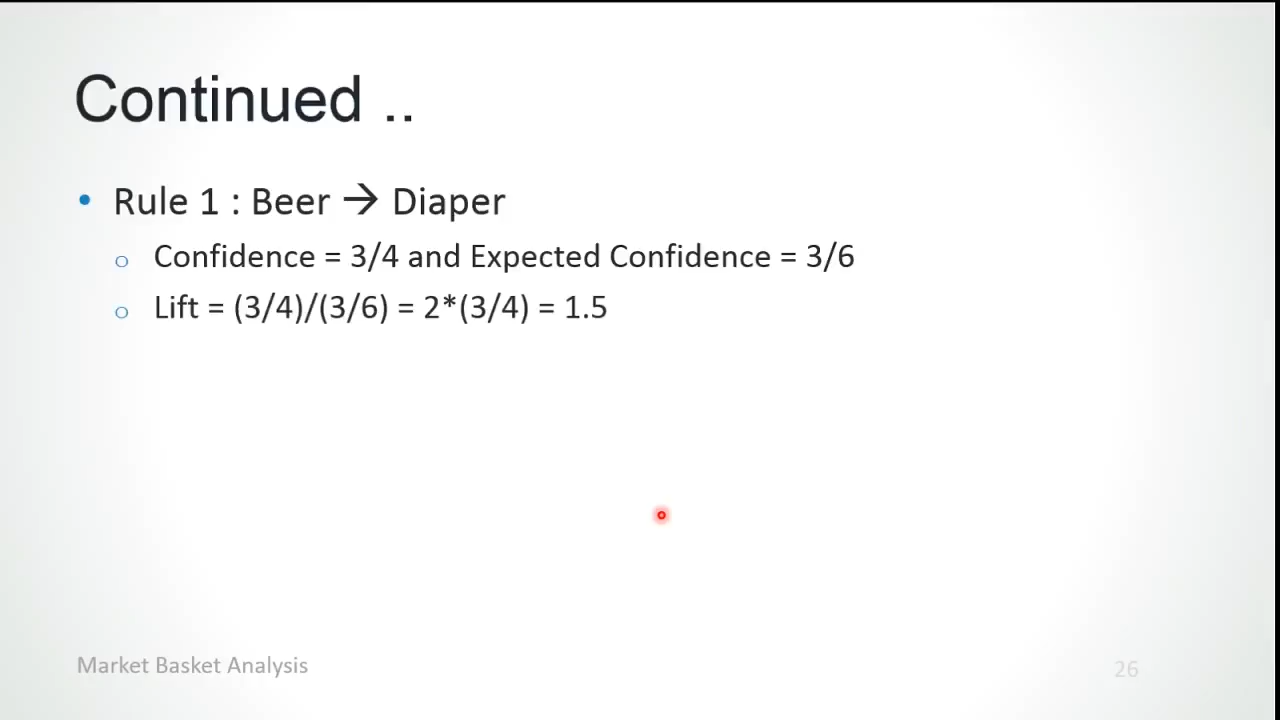 Continued ..
• Rule 1 : Beer → Diaper
o Confidence = 3/4 and Expected Confidence = 3/6
o Lift = (3/4)/(3/6) = 2*(3/4) = 1.5
Market Basket Analysis
26